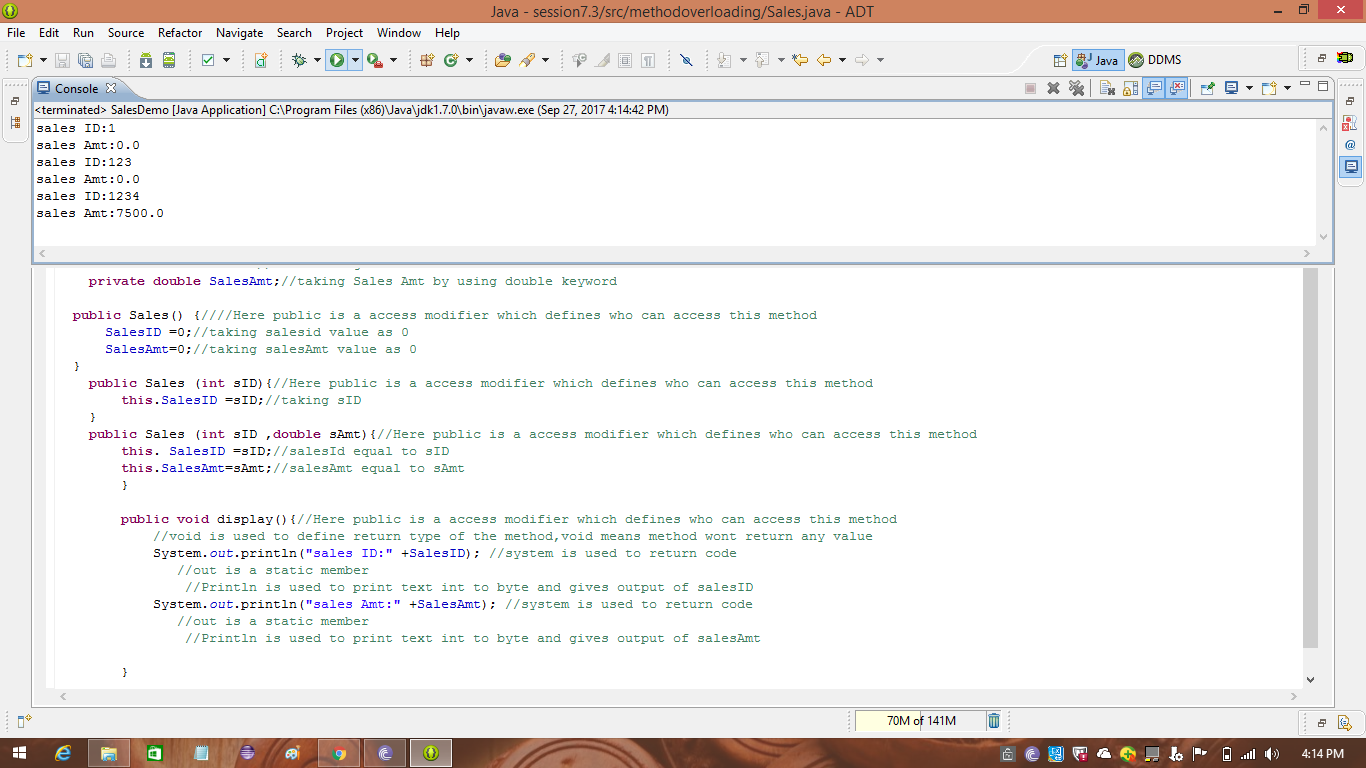 Java - session7.3/src/methodoverloading/Sales.java - ADT
File Edit Run Source Refactor Navigate Search Project Window Help
Java DDMS
Console
<terminated> SalesDemo [Java Application] C:\Program Files (x86)\Java\jdk1.7.0\bin\javaw.exe (Sep 27, 2017 4:14:42 PM)
sales ID:1
sales Amt:0.0
sales ID:123
sales Amt:0.0
sales ID:1234
sales Amt:7500.0
private double SalesAmt;//taking Sales Amt by using double keyword
public Sales() {////Here public is a access modifier which defines who can access this method
SalesID =0;//taking salesid value as 0
SalesAmt=0;//taking salesAmt value as 0
}
public Sales (int sID){//Here public is a access modifier which defines who can access this method
this.SalesID =sID;//taking sID
}
public Sales (int sID ,double sAmt){//Here public is a access modifier which defines who can access this method
this. SalesID =sID;//salesId equal to sID
this.SalesAmt=sAmt;//salesAmt equal to sAmt
}
public void display(){//Here public is a access modifier which defines who can access this method
//void is used to define return type of the method,void means method wont return any value
System.out.println("sales ID:" +SalesID); //system is used to return code
//out is a static member
//Println is used to print text int to byte and gives output of salesID
System.out.println("sales Amt:" +SalesAmt); //system is used to return code
//out is a static member
//Println is used to print text int to byte and gives output of salesAmt
}
70M of 141M
4:14 PM